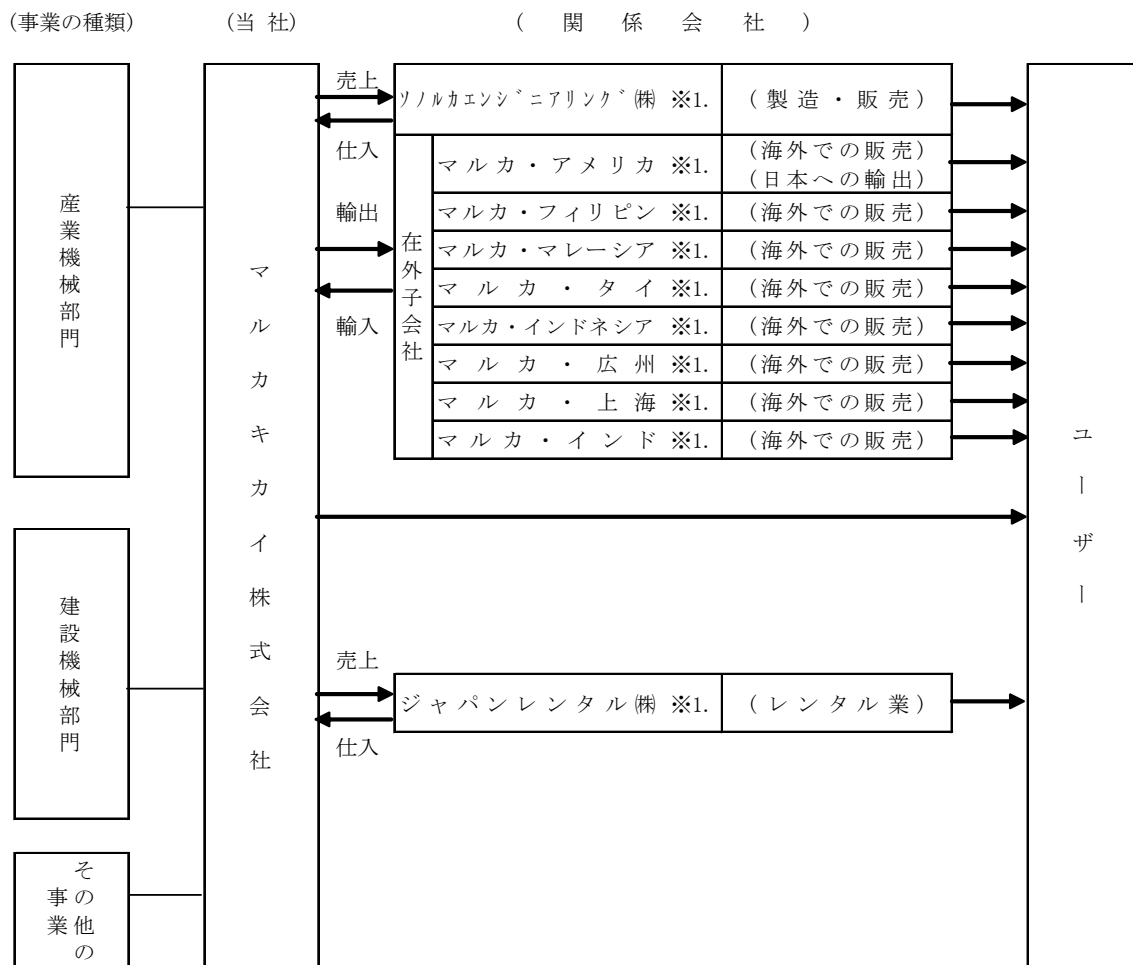 (事業の種類) (当 社) ( 関 係 会 社 )
産業機械部門
建設機械部門
その他の
事業
マルカキカイ株式会社
売上
仕入
輸出
輸入
ソノルカエンジニアリング㈱ ※1. (製造・販売)
在外子会社
マルカ・アメリカ ※1. (海外での販売)
(日本への輸出)
マルカ・フィリピン ※1. (海外での販売)
マルカ・マレーシア ※1. (海外での販売)
マルカ・タイ ※1. (海外での販売)
マルカ・インドネシア ※1. (海外での販売)
マルカ・広州 ※1. (海外での販売)
マルカ・上海 ※1. (海外での販売)
マルカ・インド ※1. (海外での販売)
売上
仕入
ジャパンレンタル㈱ ※1. (レンタル業)
ユーザー